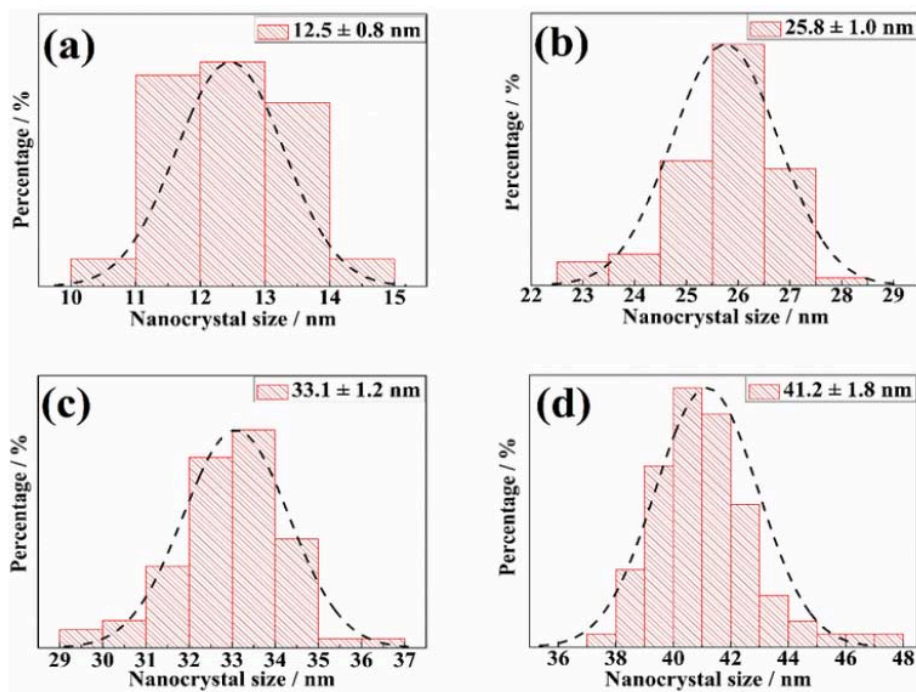 (a)
12.5 ± 0.8 nm
Percentage / %
10 11 12 13 14 15
Nanocrystal size / nm
(b)
25.8 ± 1.0 nm
Percentage / %
22 23 24 25 26 27 28 29
Nanocrystal size / nm
(c)
33.1 ± 1.2 nm
Percentage / %
29 30 31 32 33 34 35 36 37
Nanocrystal size / nm
(d)
41.2 ± 1.8 nm
Percentage / %
36 38 40 42 44 46 48
Nanocrystal size / nm